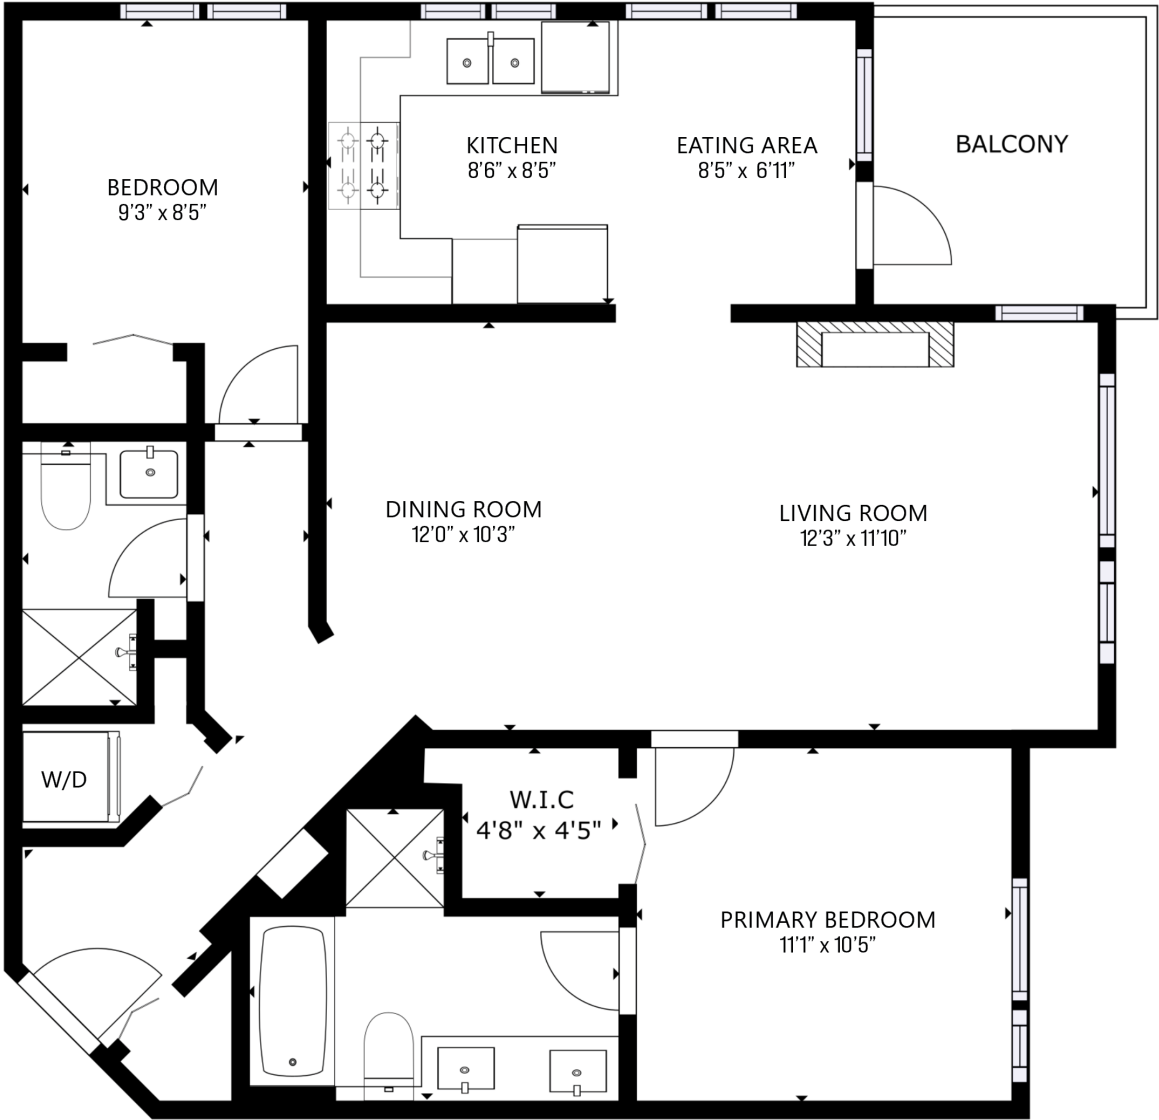 KITCHEN
8'6" x 8'5"
EATING AREA
8'5" x 6'11"
BALCONY
BEDROOM
9'3" x 8'5"
DINING ROOM
12'0" x 10'3"
LIVING ROOM
12'3" x 11'10"
W/D
W.I.C
4'8" x 4'5"
PRIMARY BEDROOM
11'1" x 10'5"